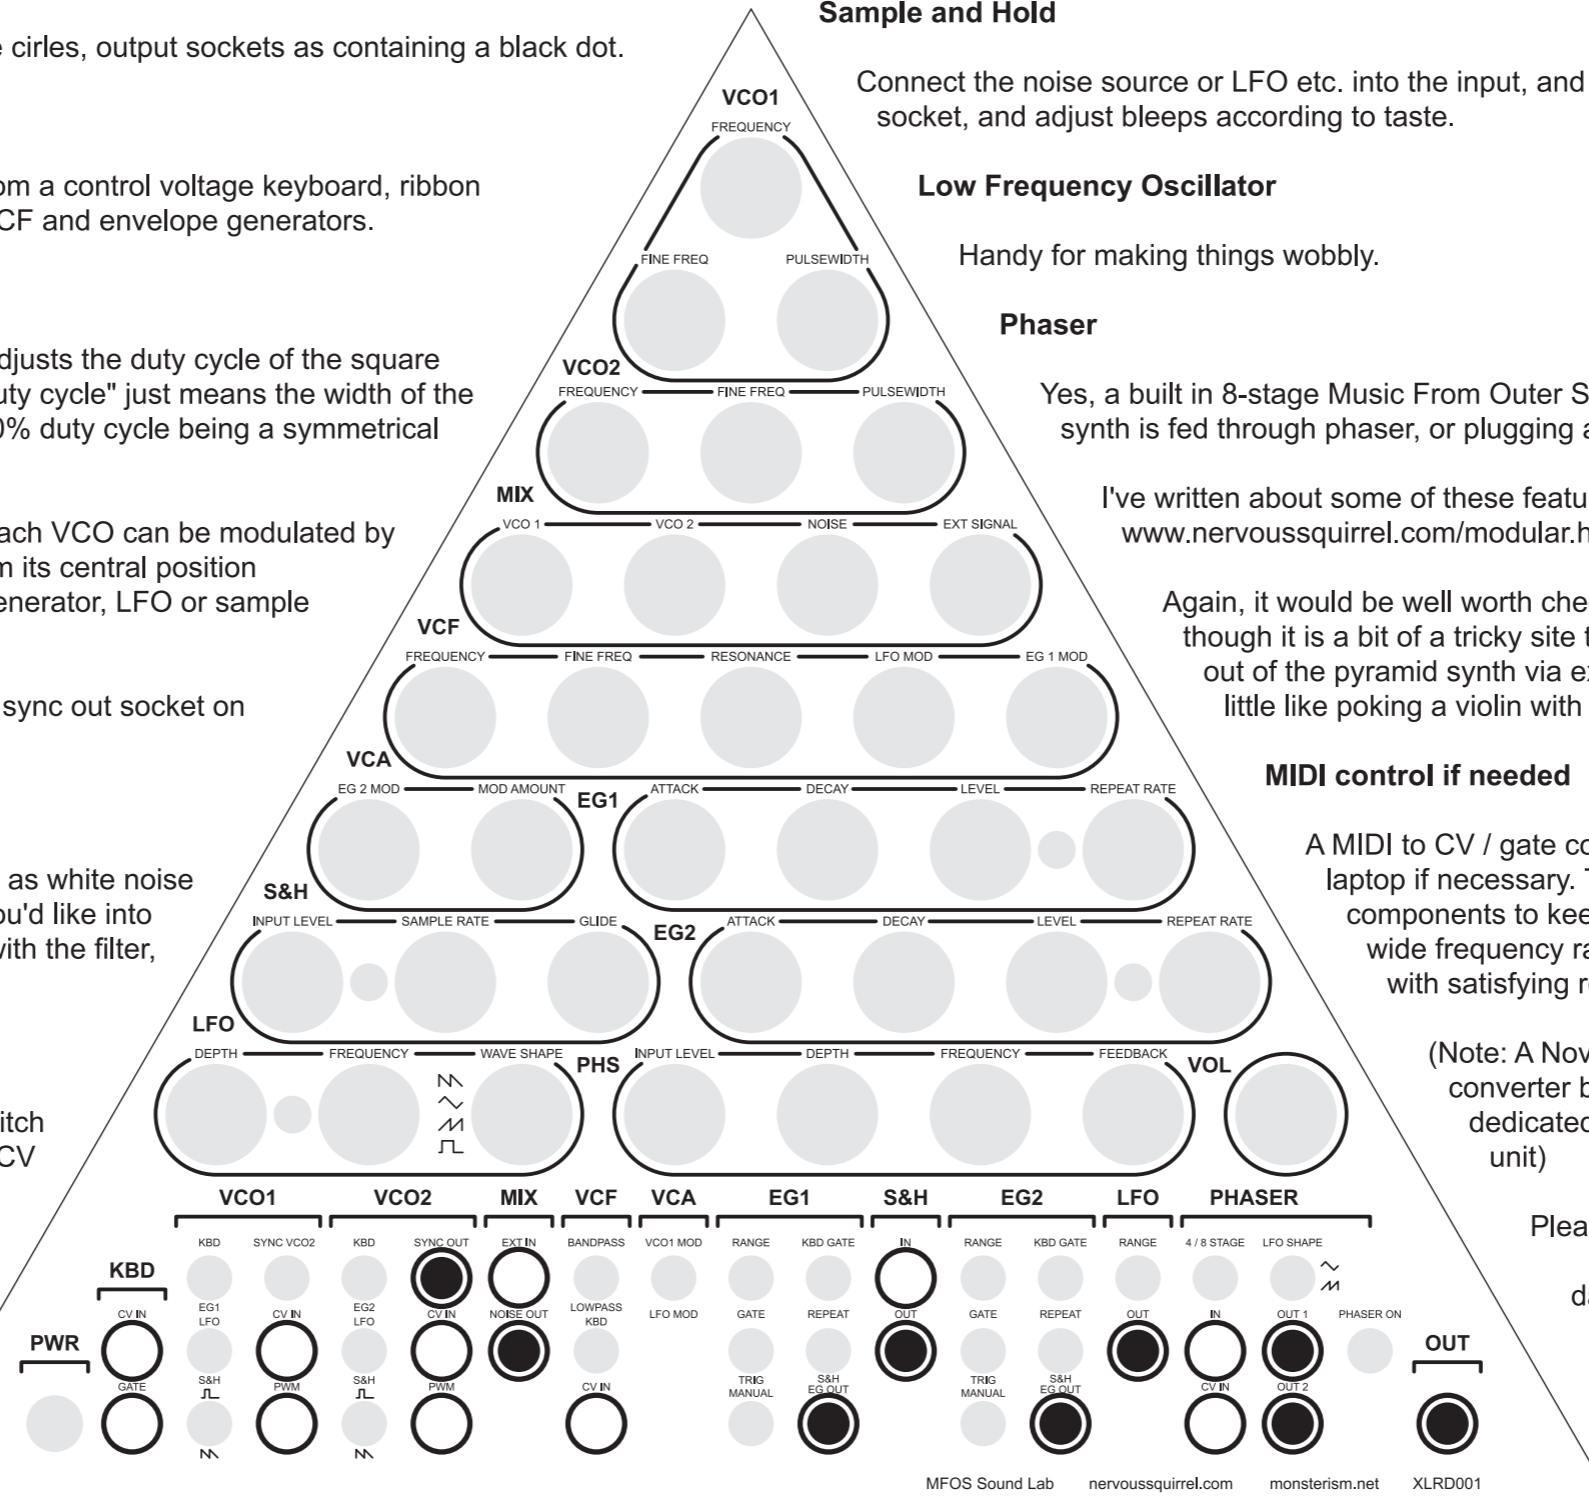 e cirles, output sockets as containing a black dot.
om a control voltage keyboard, ribbon
CF and envelope generators.
djusts the duty cycle of the square
uty cycle" just means the width of the
0% duty cycle being a symmetrical
ach VCO can be modulated by
m its central position
enerator, LFO or sample
sync out socket on
as white noise
ou'd like into
with the filter,
itch
CV
Sample and Hold
Connect the noise source or LFO etc. into the input, and
socket, and adjust bleeps according to taste.
Low Frequency Oscillator
Handy for making things wobbly.
Phaser
Yes, a built in 8-stage Music From Outer S
synth is fed through phaser, or plugging a
I've written about some of these featu
www.nervoussquirrel.com/modular.h
Again, it would be well worth che
though it is a bit of a tricky site t
out of the pyramid synth via ex
little like poking a violin with
MIDI control if needed
A MIDI to CV / gate co
laptop if necessary. T
components to kee
wide frequency ra
with satisfying re
(Note: A Nov
converter b
dedicated
unit)
Plea
da
VCO1
FREQUENCY
FINE FREQ PULSEWIDTH
VCO2
FREQUENCY FINE FREQ PULSEWIDTH
MIX
VCO 1 VCO 2 NOISE EXT SIGNAL
VCF
FREQUENCY FINE FREQ RESONANCE LFO MOD EG 1 MOD
VCA
EG 2 MOD MOD AMOUNT EG1 ATTACK DECAY LEVEL REPEAT RATE
S&H
INPUT LEVEL SAMPLE RATE GLIDE EG2 ATTACK DECAY LEVEL REPEAT RATE
LFO
DEPTH FREQUENCY WAVE SHAPE PHS INPUT LEVEL DEPTH FREQUENCY FEEDBACK VOL
VCO1 VCO2 MIX VCF VCA EG1 S&H EG2 LFO PHASER
KBD SYNC VCO2 KBD SYNC OUT EXT IN BANDPASS VCO1 MOD RANGE KBD GATE IN RANGE KBD GATE RANGE 4 / 8 STAGE LFO SHAPE
KBD
EG1 EG2 LOWPASS
CV IN LFO CV IN LFO CV IN NOISE OUT KBD LFO MOD GATE REPEAT OUT GATE REPEAT OUT IN OUT 1 PHASER ON
PWR OUT
S&H S&H TRIG S&H TRIG S&H
GATE PWM PWM CV IN MANUAL EG OUT MANUAL EG OUT CV IN OUT 2
MFOS Sound Lab nervoussquirrel.com monsterism.net XLRD001